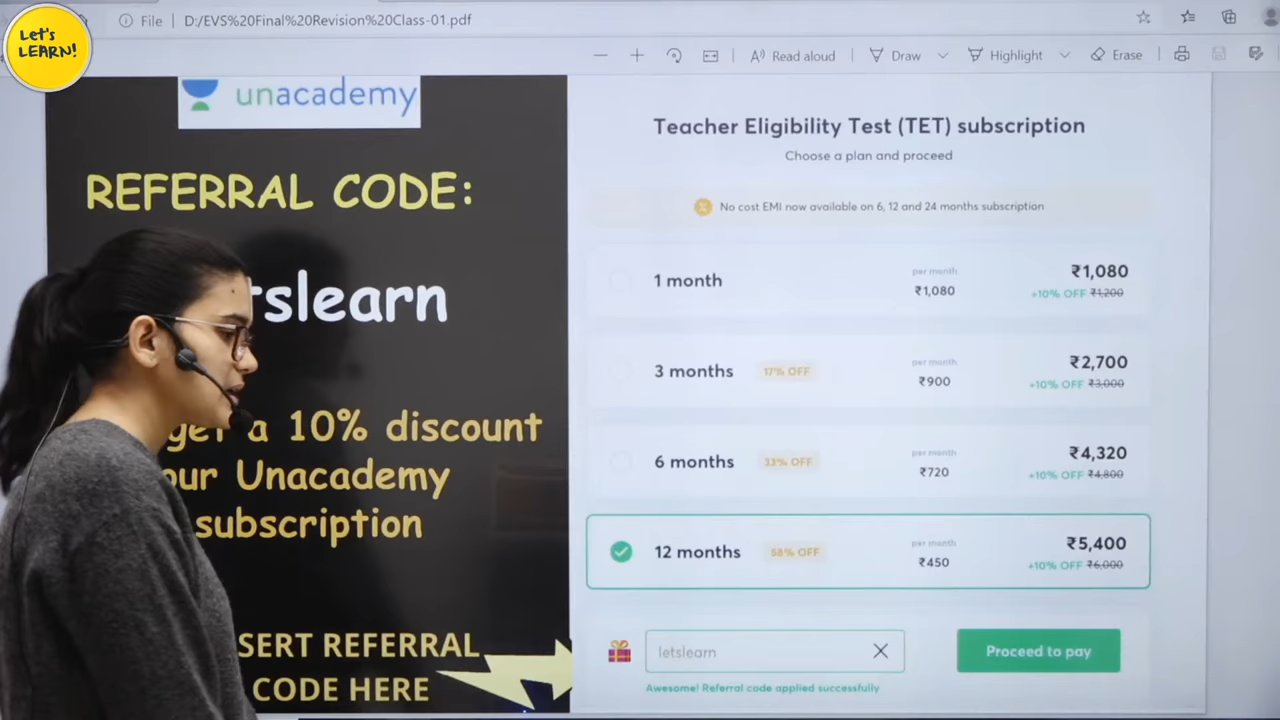 Let's
LEARN!
File
D:/EVS%20Final%20Revision%20Class-01.pdf
Read aloud
Draw
Highlight
Erase
unacademy
REFERRAL CODE:
tslearn
get a 10% discount
our Unacademy
subscription
SERT REFERRAL
CODE HERE
Teacher Eligibility Test (TET) subscription
Choose a plan and proceed
No cost EMI now available on 6, 12 and 24 months subscription
1 month
per month
₹1,080
₹1,080
+10% OFF ₹1,200
3 months
17% OFF
per month
₹900
₹2,700
+10% OFF ₹3,000
6 months
33% OFF
per month
₹720
₹4,320
+10% OFF ₹4,800
12 months
58% OFF
per month
₹450
₹5,400
+10% OFF ₹6,000
letslearn
Proceed to pay
Awesome! Referral code applied successfully